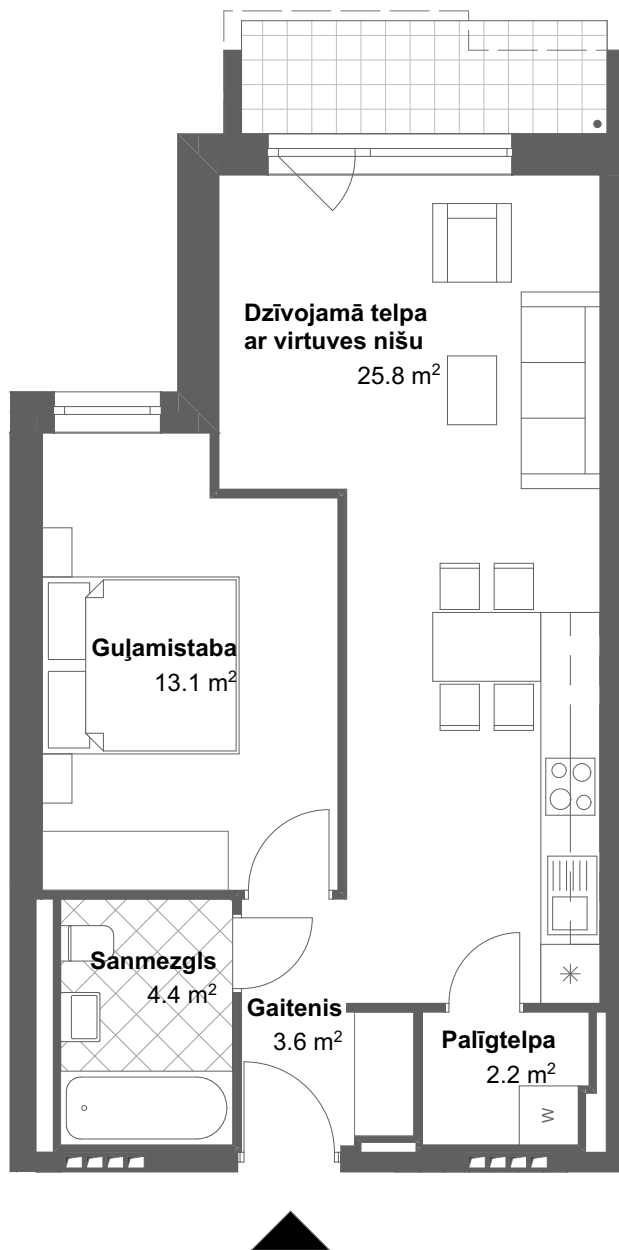 Dzīvojamā telpa
ar virtuves nišu
25.8 m²
Guļamistaba
13.1 m²
Sanmezgls
4.4 m²
Gaitenis
3.6 m²
Palīgtelpa
2.2 m²
W